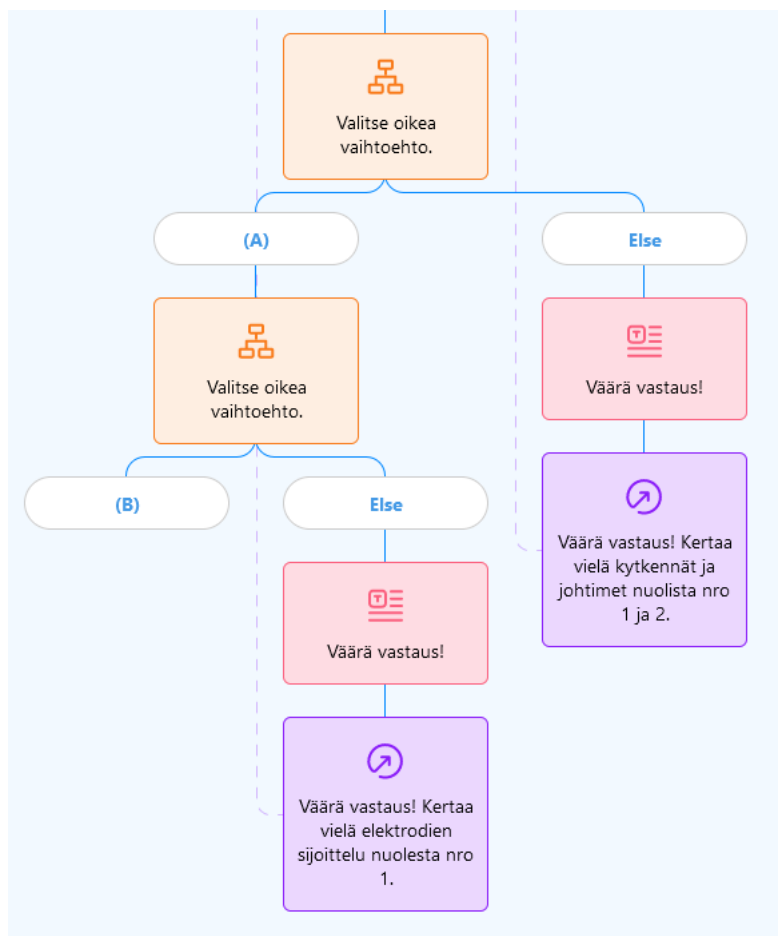 Valitse oikea
vaihtoehto.
(A)
Else
Valitse oikea
vaihtoehto.
T
Väärä vastaus!
(B)
Else
Väärä vastaus! Kertaa
vielä kytkennät ja
johtimet nuolista nro
1 ja 2.
T
Väärä vastaus!
Väärä vastaus! Kertaa
vielä elektrodien
sijoittelu nuolesta nro
1.